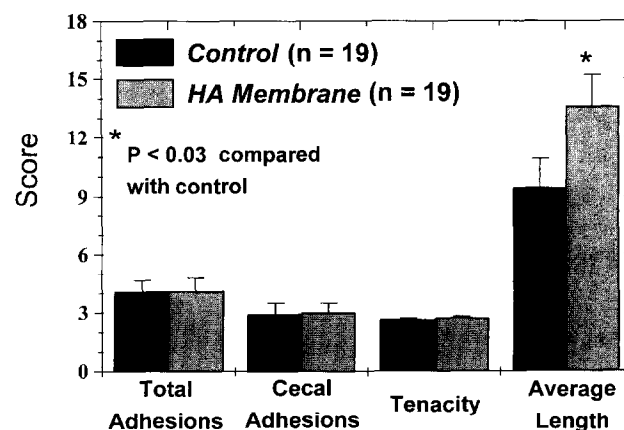 18
15
12
9
6
3
0
Score
Control (n = 19)
HA Membrane (n = 19)
*
P < 0.03 compared
with control
*
Total
Adhesions
Cecal
Adhesions
Tenacity
Average
Length